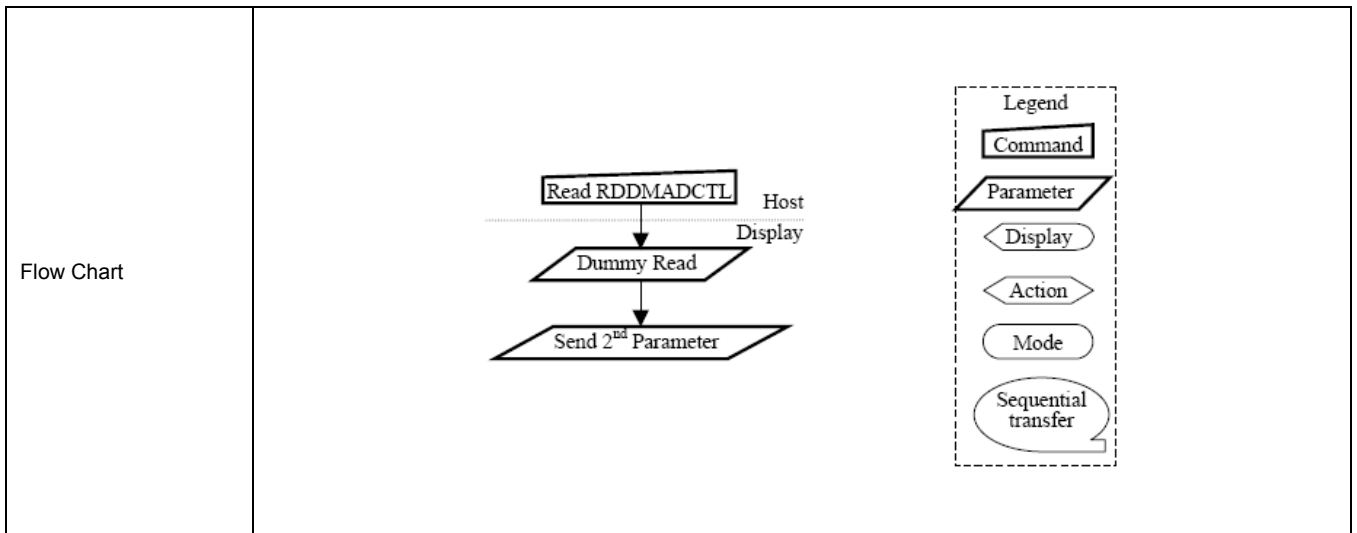 Flow Chart
Read RDDMADCTL
Host
Display
Dummy Read
Send 2nd Parameter
Legend
Command
Parameter
Display
Action
Mode
Sequential
transfer